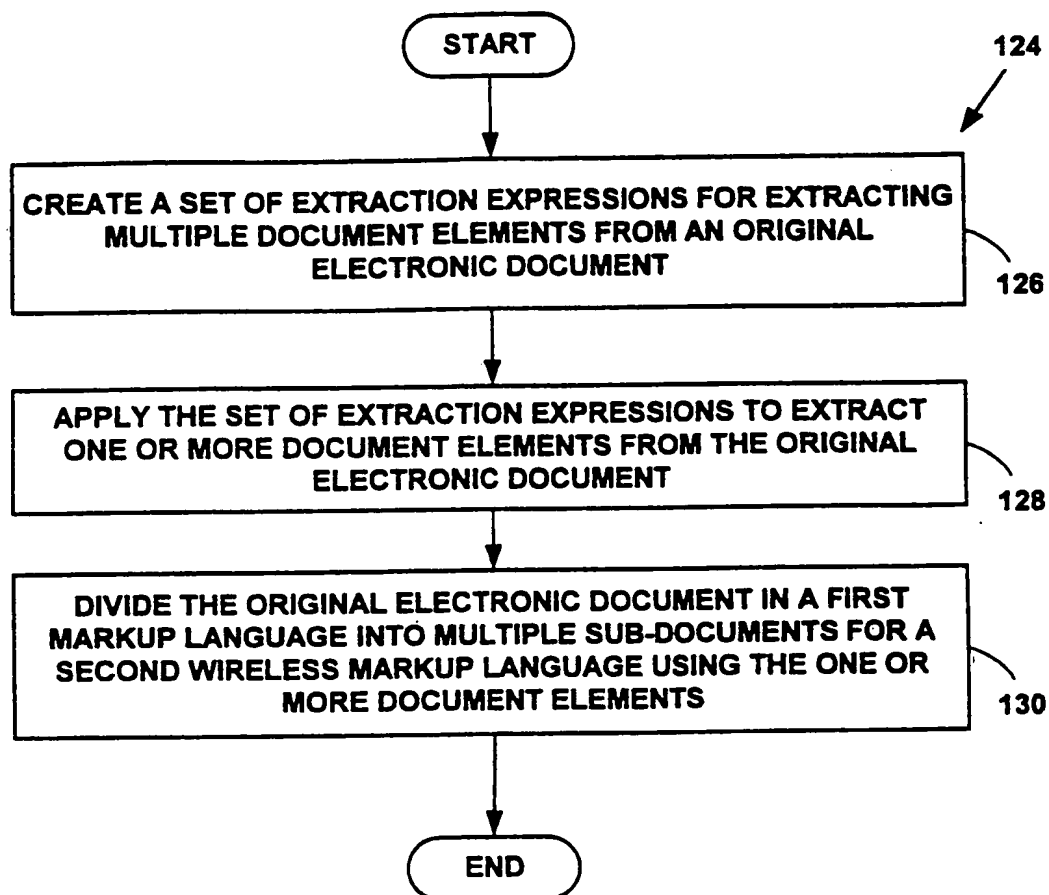 START
124
CREATE A SET OF EXTRACTION EXPRESSIONS FOR EXTRACTING
MULTIPLE DOCUMENT ELEMENTS FROM AN ORIGINAL
ELECTRONIC DOCUMENT
126
APPLY THE SET OF EXTRACTION EXPRESSIONS TO EXTRACT
ONE OR MORE DOCUMENT ELEMENTS FROM THE ORIGINAL
ELECTRONIC DOCUMENT
128
DIVIDE THE ORIGINAL ELECTRONIC DOCUMENT IN A FIRST
MARKUP LANGUAGE INTO MULTIPLE SUB-DOCUMENTS FOR A
SECOND WIRELESS MARKUP LANGUAGE USING THE ONE OR
MORE DOCUMENT ELEMENTS
130
END